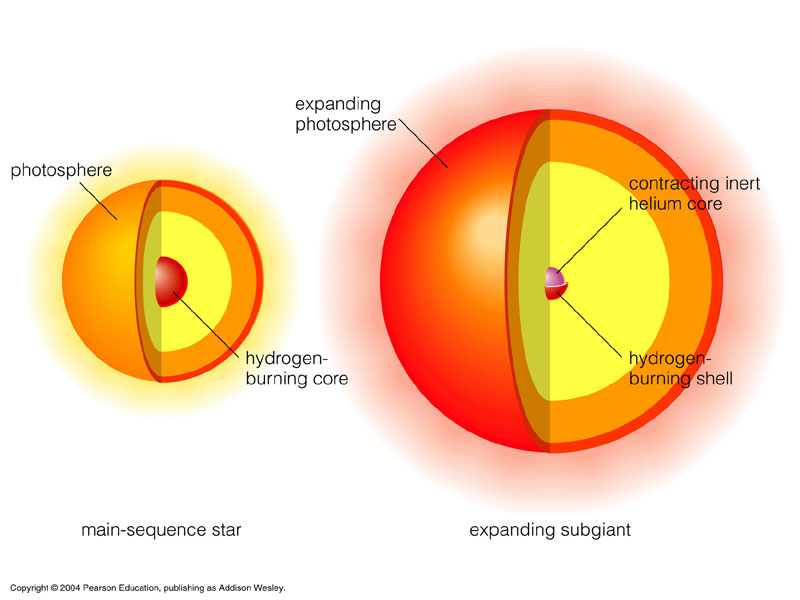 expanding
photosphere
photosphere
contracting inert
helium core
hydrogen-
burning core
hydrogen-
burning shell
main-sequence star
expanding subgiant
Copyright © 2004 Pearson Education, publishing as Addison Wesley.